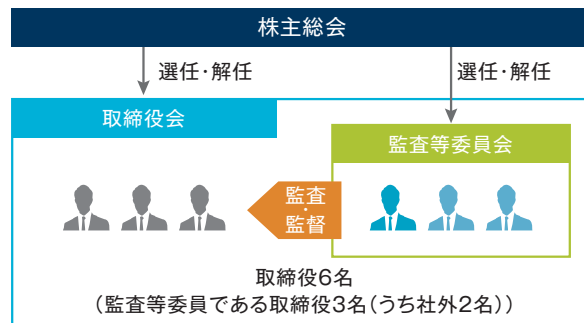 株主総会
選任・解任
選任・解任
取締役会
監査等委員会
監査
・
監督
取締役6名
(監査等委員である取締役3名(うち社外2名))